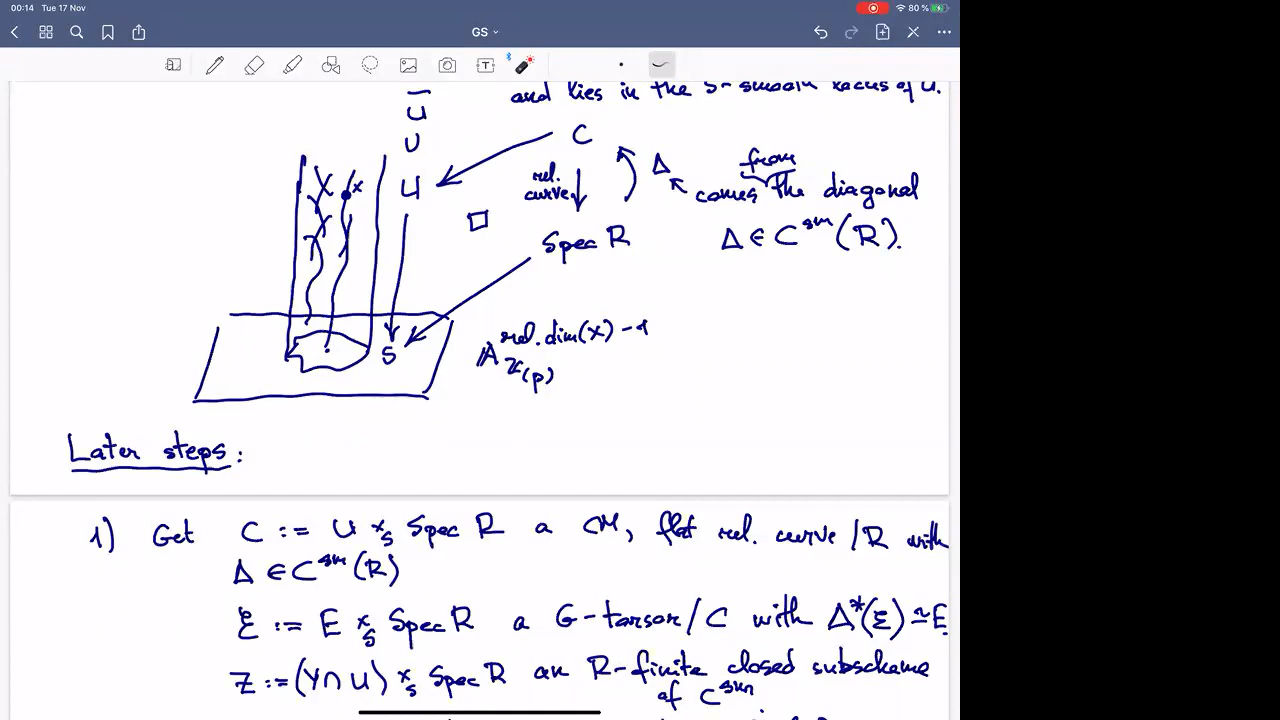 00:14 Tue 17 Nov
80 %
GS
and lies in the S-smooth locus of U.
U
C
x
U
rel.
curve
Δ
from
comes the diagonal
Spec R
Δ ∈ C^sm (R).
S
A^{rel. dim(X) - 1}_{Z_(p)}
Later steps:
1) Get C := U ×_S Spec R a CM, flat rel. curve / R with
Δ ∈ C^sm (R)
ℰ := E ×_S Spec R a G-torsor / C with Δ*(ℰ) ≃ E.
Z := (Y ∩ U) ×_S Spec R an R-finite closed subscheme
of C^sm